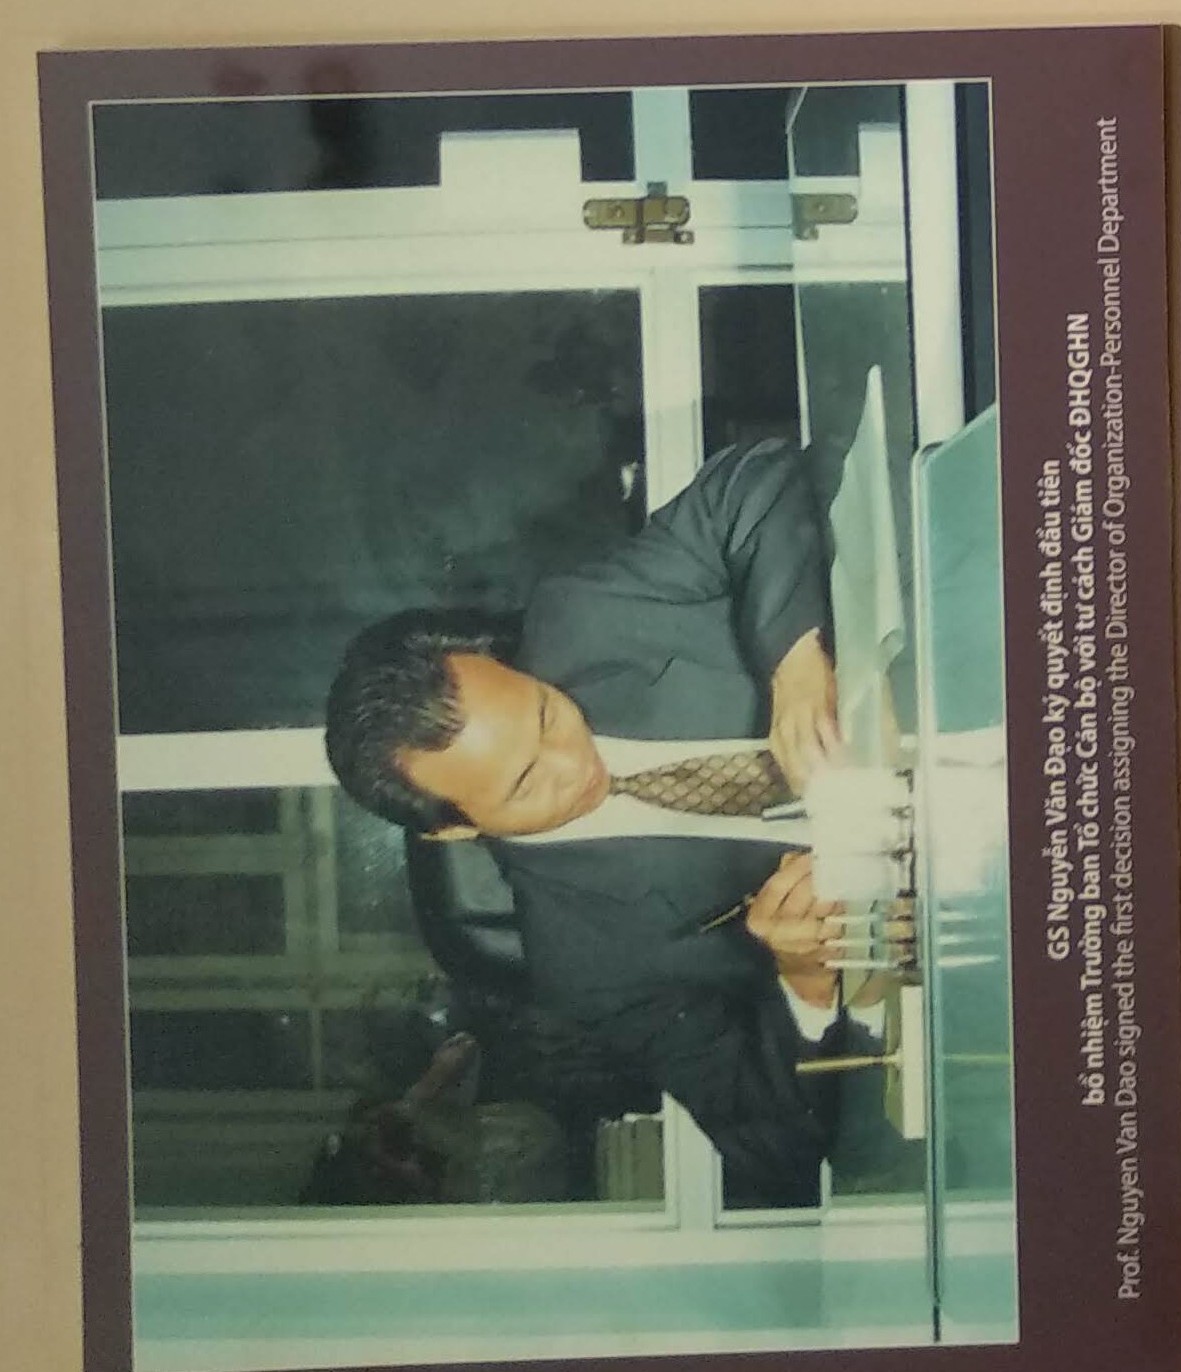 GS Nguyễn Văn Đạo ký quyết định đầu tiên
bổ nhiệm Trưởng ban Tổ chức Cán bộ với tư cách Giám đốc ĐHQGHN
Prof. Nguyen Van Dao signed the first decision assigning the Director of Organization-Personnel Department